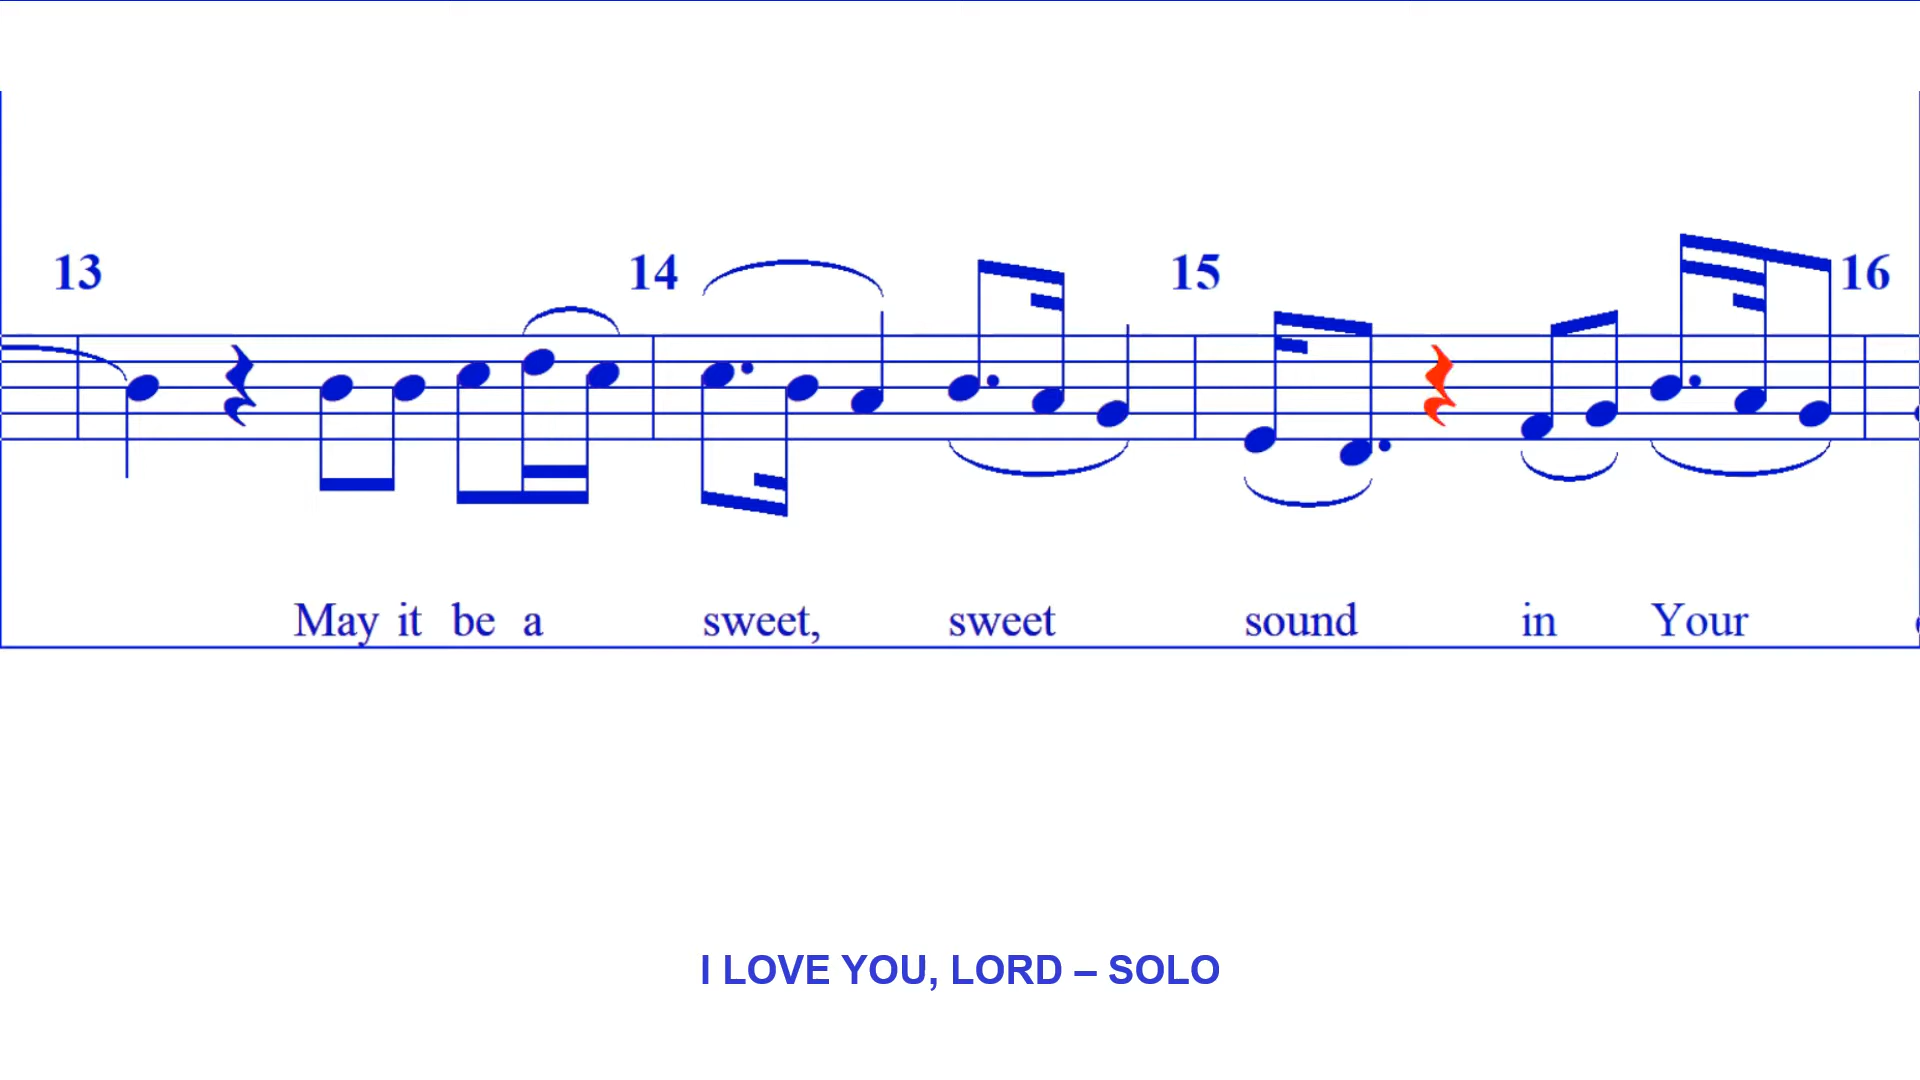 13 14 15 16
May it be a sweet, sweet sound in Your
I LOVE YOU, LORD – SOLO